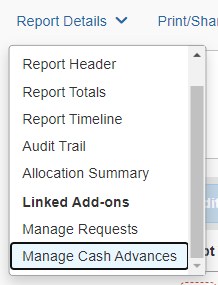 Report Details
Print/Shar
Report Header
Report Totals
Report Timeline
Audit Trail
Allocation Summary
Linked Add-ons
Manage Requests
Manage Cash Advances